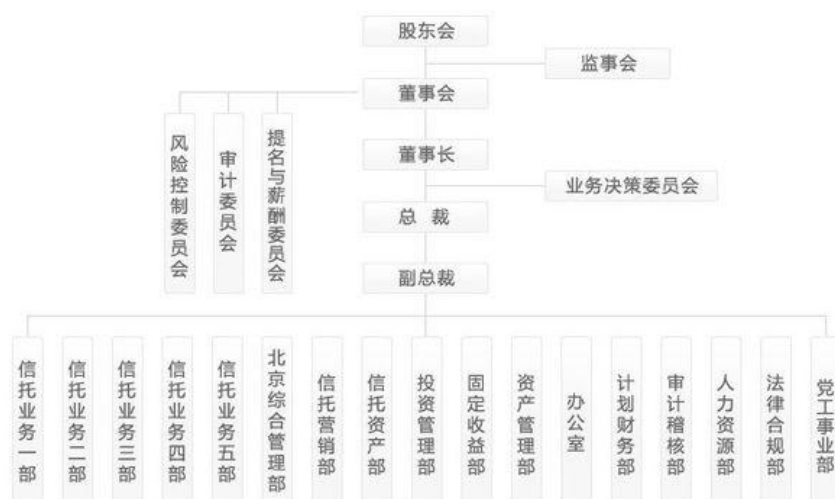 股东会
监事会
董事会
风险控制委员会
审计委员会
提名与薪酬委员会
董事长
业务决策委员会
总 裁
副总裁
信托业务一部
信托业务二部
信托业务三部
信托业务四部
信托业务五部
北京综合管理部
信托营销部
信托资产部
投资管理部
固定收益部
资产管理部
办公室
计划财务部
审计稽核部
人力资源部
法律合规部
党工事业部